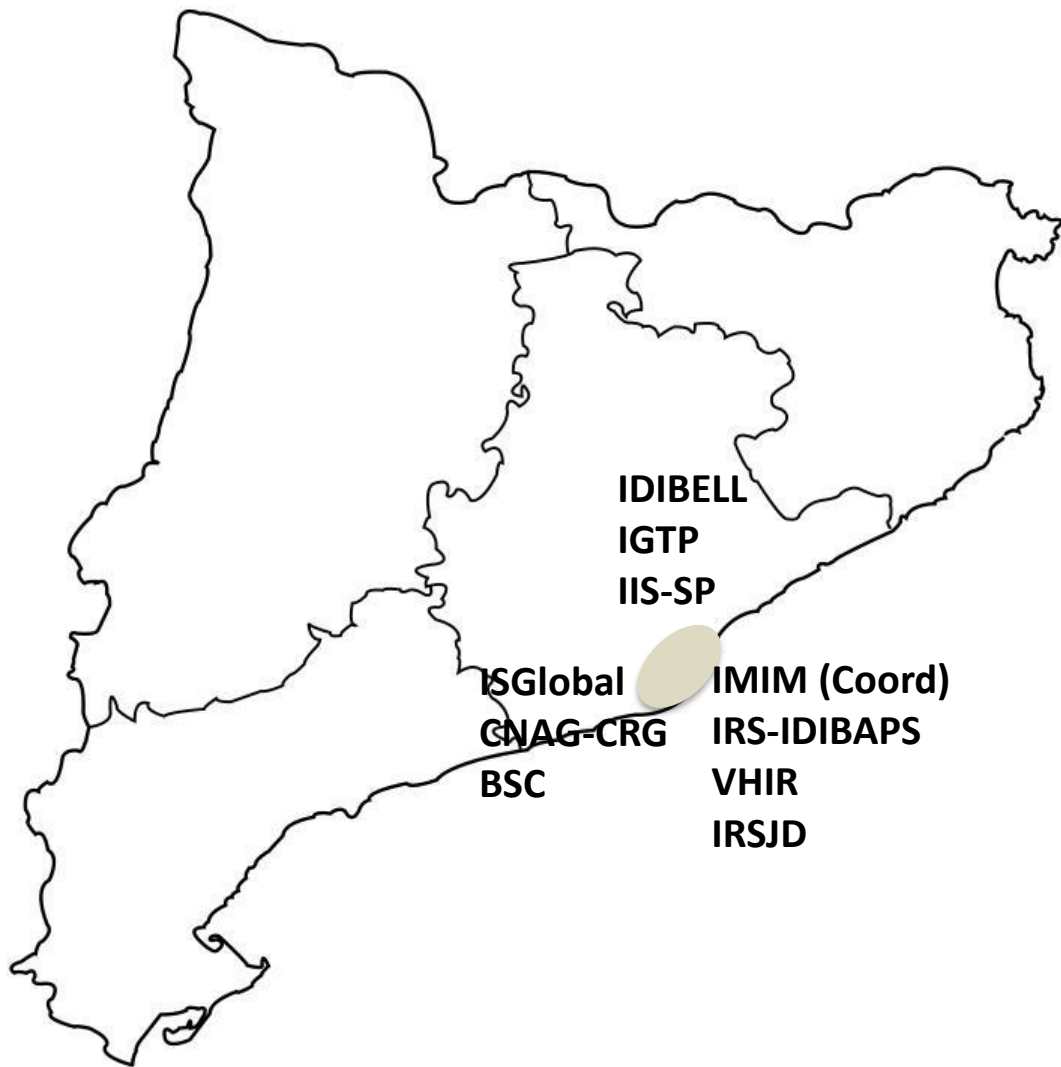 IDIBELL
IGTP
IIS-SP
ISGlobal
CNAG-CRG
BSC
IMIM (Coord)
IRS-IDIBAPS
VHIR
IRSJD